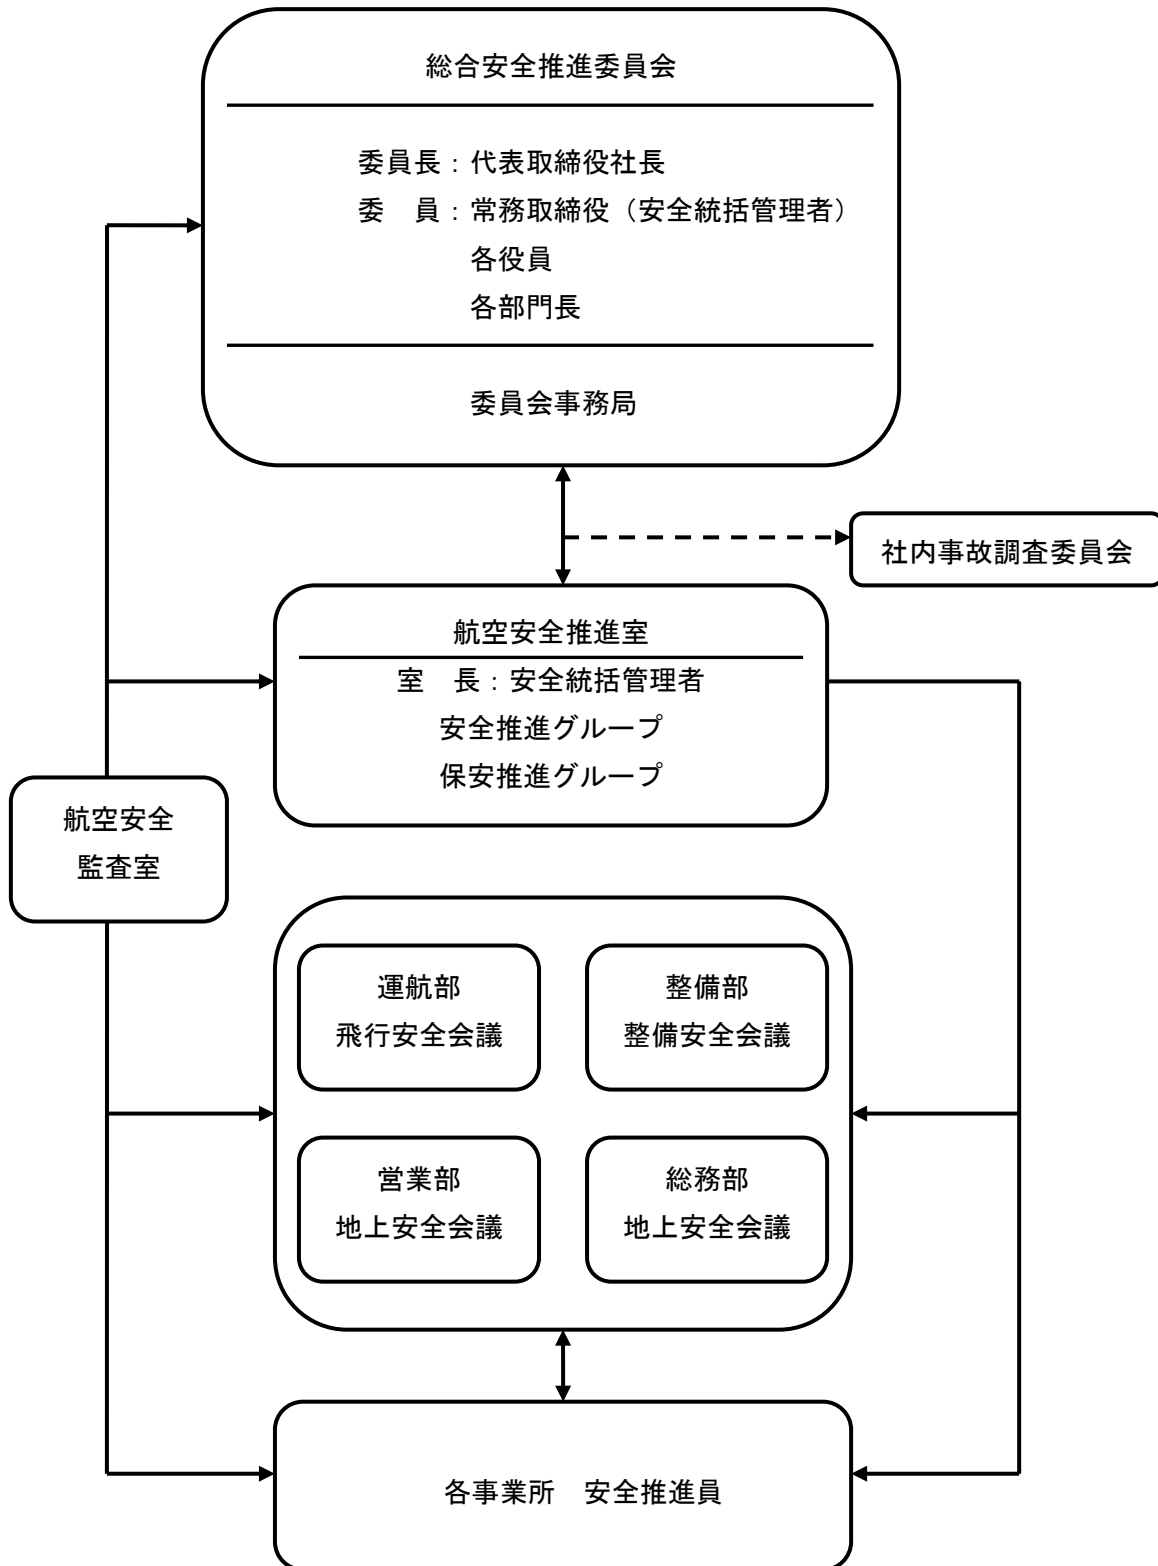 総合安全推進委員会
委員長：代表取締役社長
委　員：常務取締役（安全統括管理者）
各役員
各部門長
委員会事務局
社内事故調査委員会
航空安全推進室
室　長：安全統括管理者
安全推進グループ
保安推進グループ
航空安全
監査室
運航部
飛行安全会議
整備部
整備安全会議
営業部
地上安全会議
総務部
地上安全会議
各事業所　安全推進員